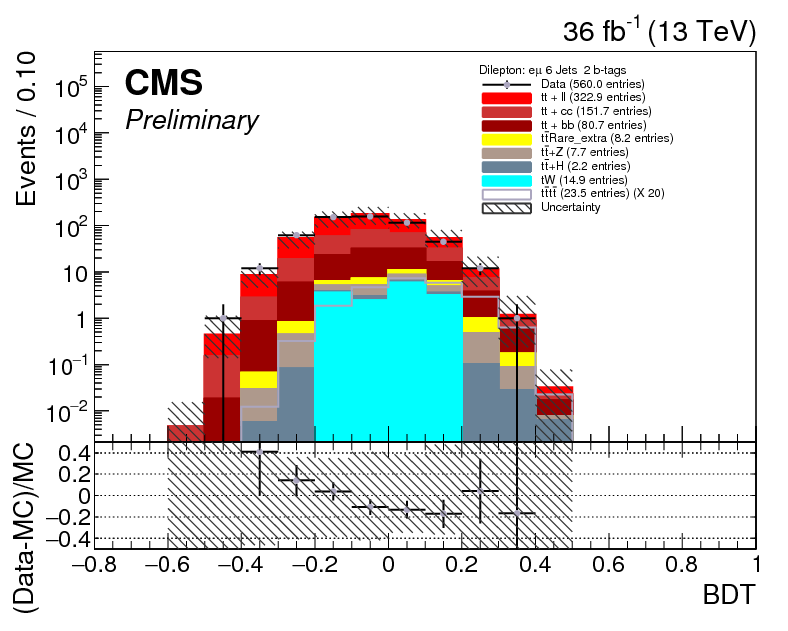 36 fb⁻¹ (13 TeV)
Events / 0.10
CMS
Preliminary
Dilepton: eμ 6 Jets 2 b-tags
Data (560.0 entries)
tt + ll (322.9 entries)
tt + cc (151.7 entries)
tt + bb (80.7 entries)
tt̄Rare_extra (8.2 entries)
tt̄+Z (7.7 entries)
tt̄+H (2.2 entries)
tW (14.9 entries)
tt̄tt̄ (23.5 entries) (X 20)
Uncertainty
10⁵
10⁴
10³
10²
10
1
10⁻¹
10⁻²
(Data-MC)/MC
0.4
0.2
0
−0.2
−0.4
−0.8 −0.6 −0.4 −0.2 0 0.2 0.4 0.6 0.8 1
BDT